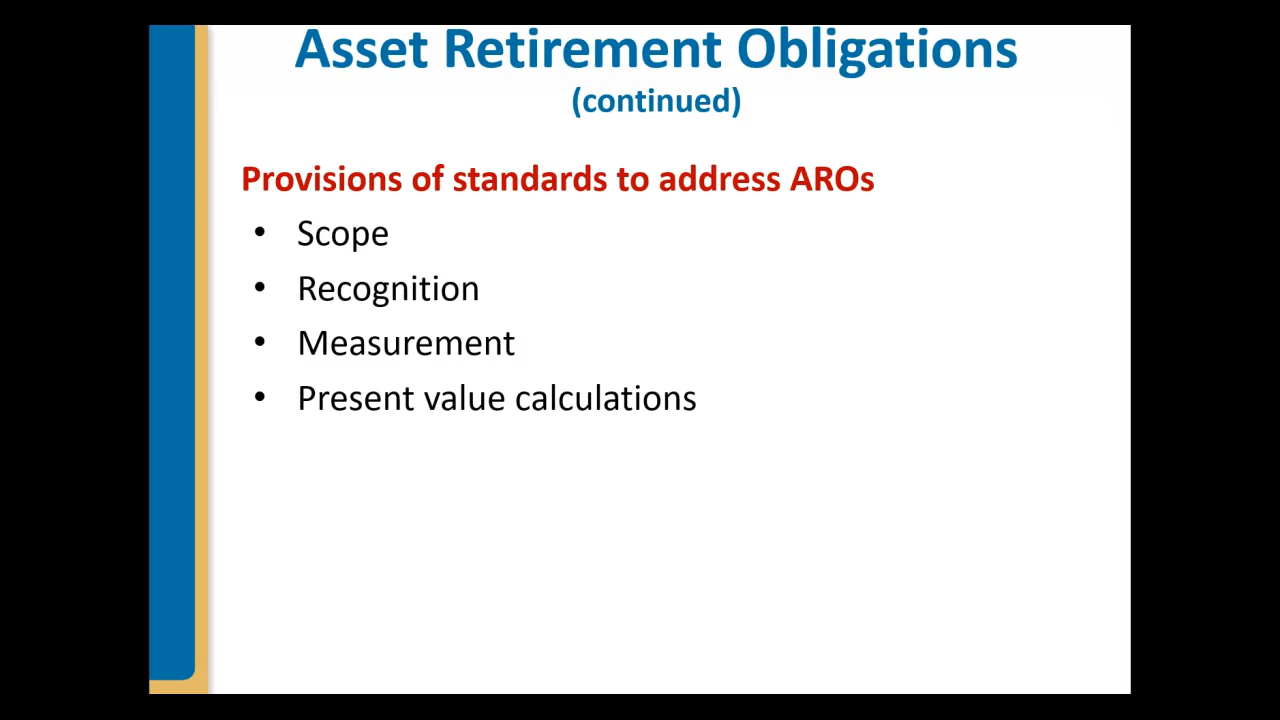 Asset Retirement Obligations
(continued)
Provisions of standards to address AROs
• Scope
• Recognition
• Measurement
• Present value calculations